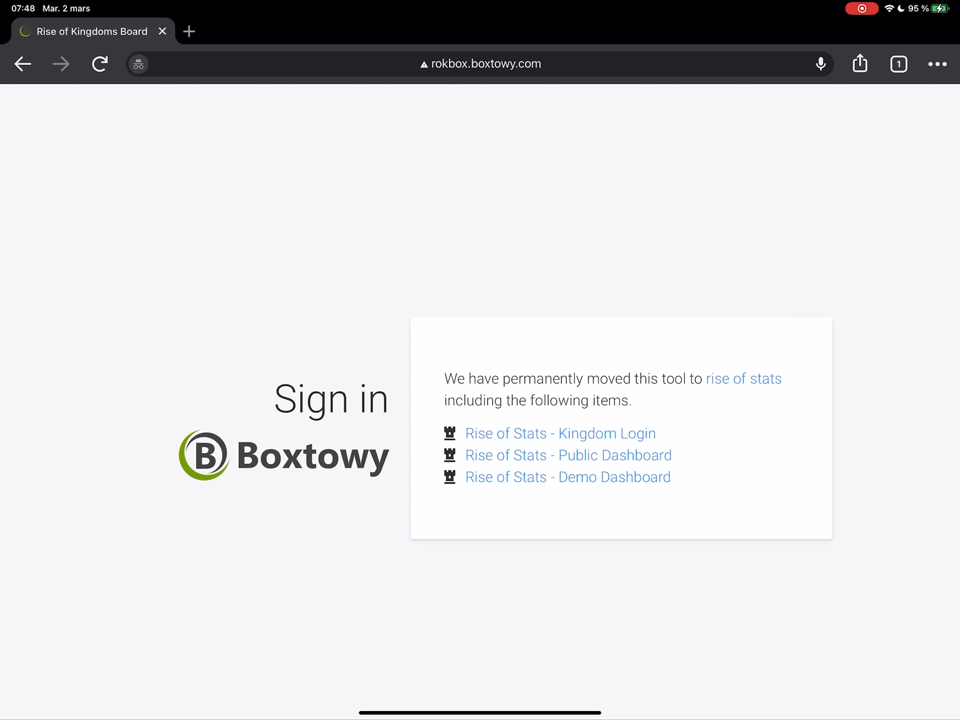 07:48 Mar. 2 mars
95 %
Rise of Kingdoms Board
rokbox.boxtowy.com
1
Sign in
B Boxtowy
We have permanently moved this tool to rise of stats
including the following items.
Rise of Stats - Kingdom Login
Rise of Stats - Public Dashboard
Rise of Stats - Demo Dashboard